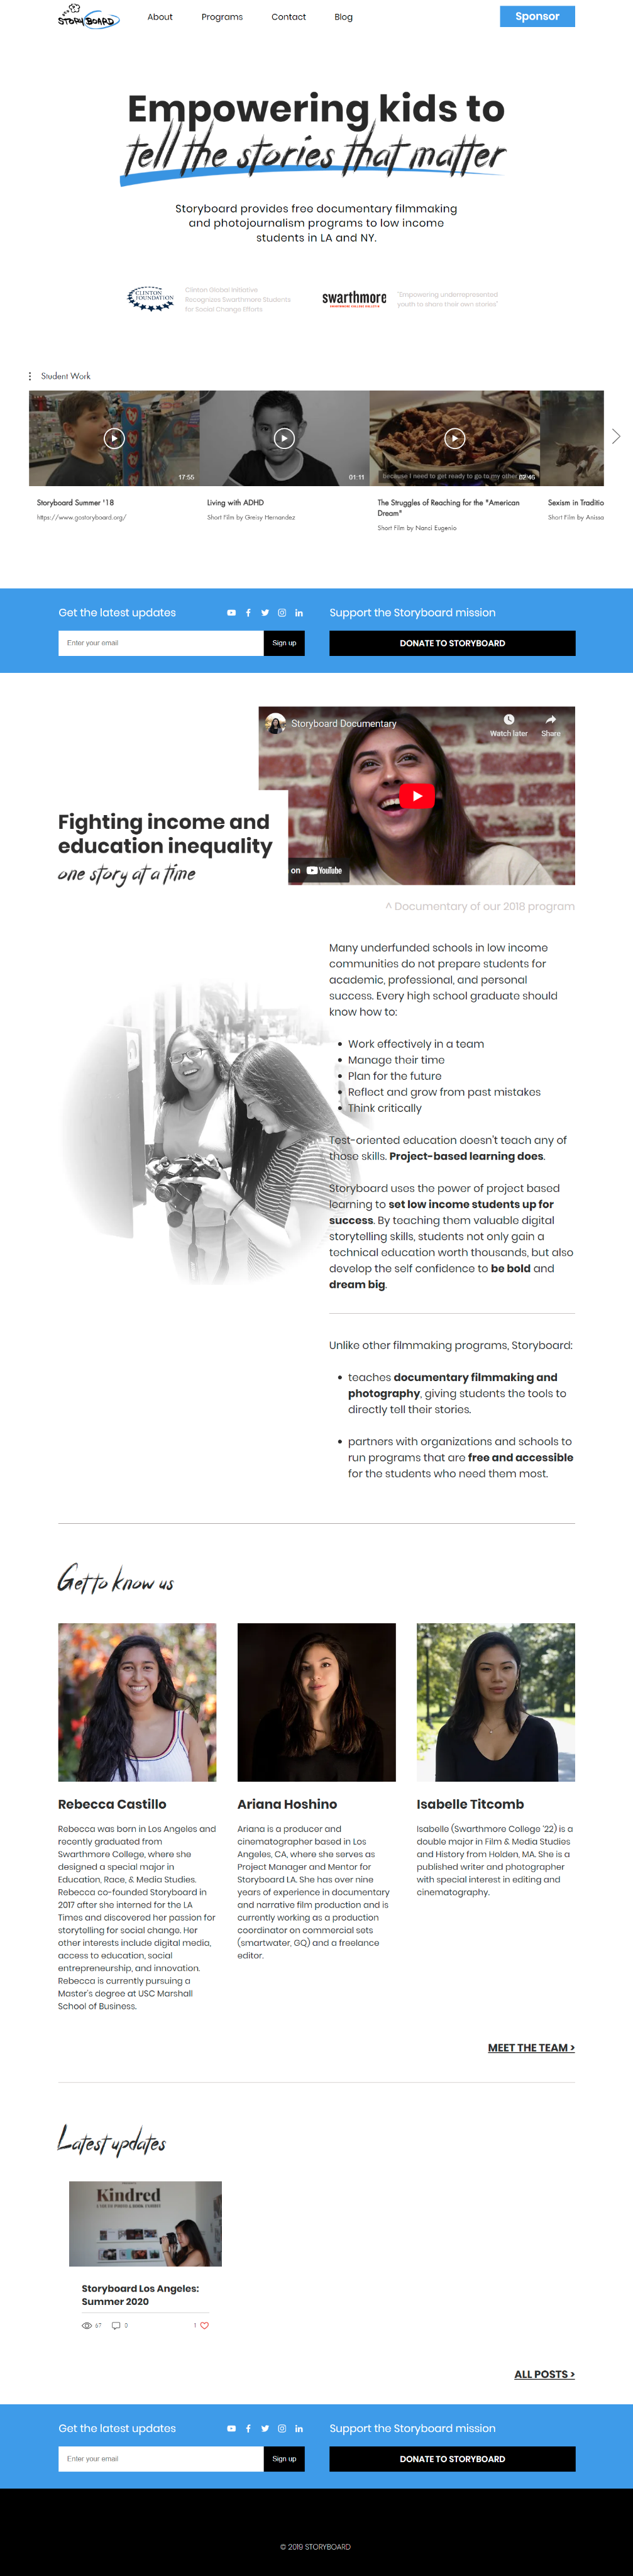 STORYBOARD
About Programs Contact Blog
Sponsor
Empowering kids to
tell the stories that matter
Storyboard provides free documentary filmmaking
and photojournalism programs to low income
students in LA and NY.
CLINTON
FOUNDATION
Clinton Global Initiative
Recognizes Swarthmore Students
for Social Change Efforts
swarthmore
"Empowering underrepresented
youth to share their own stories"
Student Work
17:55
01:11
because I need to get ready to go to my other
02:46
Storyboard Summer '18
https://www.gostoryboard.org/
Living with ADHD
Short Film by Greisy Hernandez
The Struggles of Reaching for the "American
Dream"
Short Film by Nanci Eugenio
Sexism in Traditio
Short Film by Anissa
Get the latest updates
Enter your email
Sign up
Support the Storyboard mission
DONATE TO STORYBOARD
Storyboard Documentary
Watch later
Share
on YouTube
Fighting income and
education inequality
one story at a time
^ Documentary of our 2018 program
Many underfunded schools in low income
communities do not prepare students for
academic, professional, and personal
success. Every high school graduate should
know how to:
• Work effectively in a team
• Manage their time
• Plan for the future
• Reflect and grow from past mistakes
• Think critically
Test-oriented education doesn't teach any of
those skills. Project-based learning does.
Storyboard uses the power of project based
learning to set low income students up for
success. By teaching them valuable digital
storytelling skills, students not only gain a
technical education worth thousands, but also
develop the self confidence to be bold and
dream big.
Unlike other filmmaking programs, Storyboard:
• teaches documentary filmmaking and
photography, giving students the tools to
directly tell their stories.
• partners with organizations and schools to
run programs that are free and accessible
for the students who need them most.
Get to know us
Rebecca Castillo
Rebecca was born in Los Angeles and
recently graduated from
Swarthmore College, where she
designed a special major in
Education, Race, & Media Studies.
Rebecca co-founded Storyboard in
2017 after she interned for the LA
Times and discovered her passion for
storytelling for social change. Her
other interests include digital media,
access to education, social
entrepreneurship, and innovation.
Rebecca is currently pursuing a
Master's degree at USC Marshall
School of Business.
Ariana Hoshino
Ariana is a producer and
cinematographer based in Los
Angeles, CA, where she serves as
Project Manager and Mentor for
Storyboard LA. She has over nine
years of experience in documentary
and narrative film production and is
currently working as a production
coordinator on commercial sets
(smartwater, GQ) and a freelance
editor.
Isabelle Titcomb
Isabelle (Swarthmore College '22) is a
double major in Film & Media Studies
and History from Holden, MA. She is a
published writer and photographer
with special interest in editing and
cinematography.
MEET THE TEAM >
Latest updates
Kindred
Storyboard Los Angeles:
Summer 2020
67
0
1
ALL POSTS >
Get the latest updates
Enter your email
Sign up
Support the Storyboard mission
DONATE TO STORYBOARD
© 2019 STORYBOARD